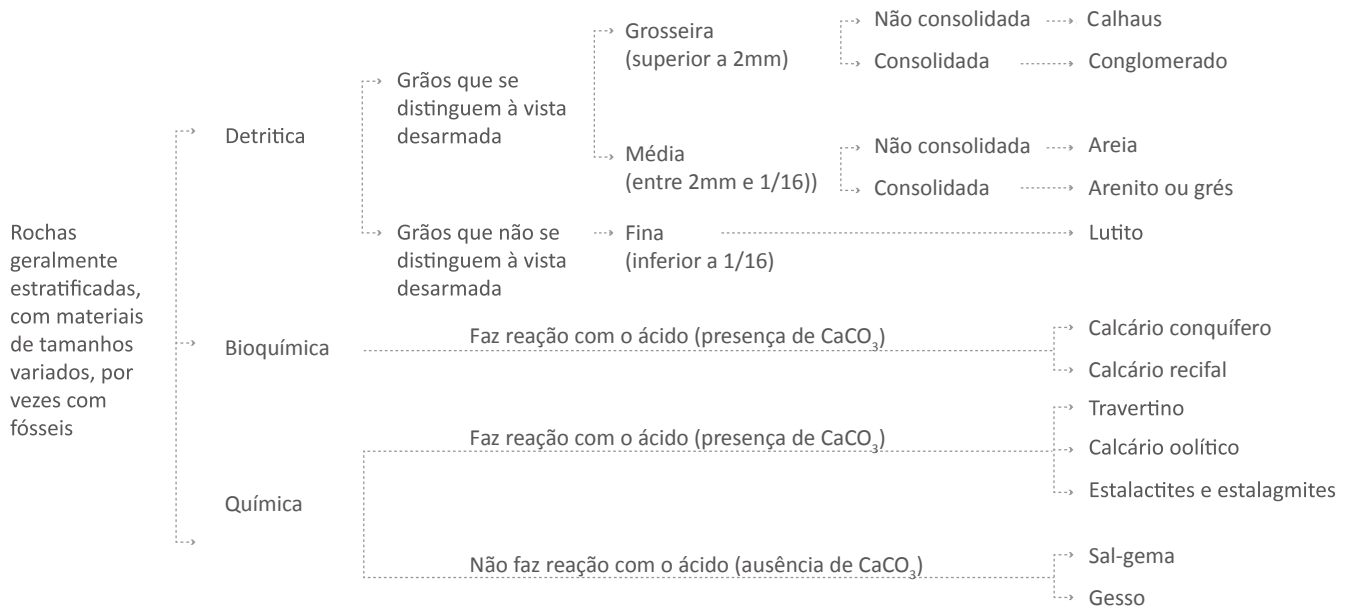 Rochas
geralmente
estratificadas,
com materiais
de tamanhos
variados, por
vezes com
fósseis
Detritica
Grãos que se
distinguem à vista
desarmada
Grosseira
(superior a 2mm)
Não consolidada
Calhaus
Consolidada
Conglomerado
Média
(entre 2mm e 1/16))
Não consolidada
Areia
Consolidada
Arenito ou grés
Grãos que não se
distinguem à vista
desarmada
Fina
(inferior a 1/16)
Lutito
Bioquímica
Faz reação com o ácido (presença de CaCO₃)
Calcário conquífero
Calcário recifal
Química
Faz reação com o ácido (presença de CaCO₃)
Travertino
Calcário oolítico
Estalactites e estalagmites
Não faz reação com o ácido (ausência de CaCO₃)
Sal-gema
Gesso